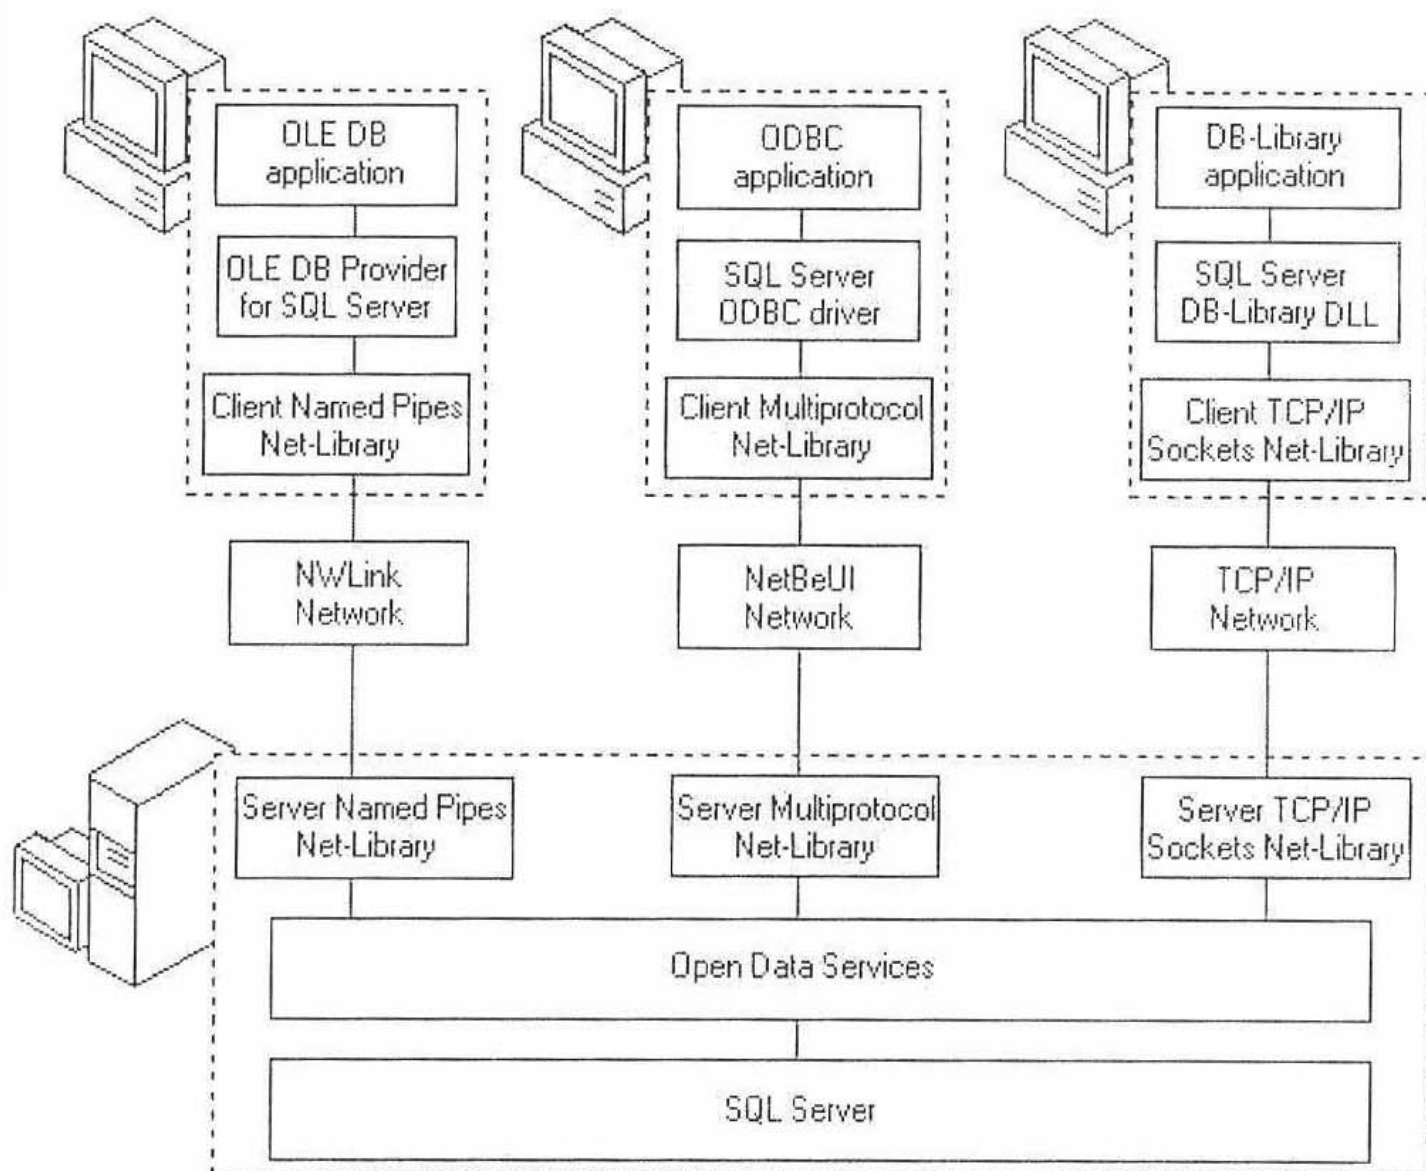 OLE DB
application
OLE DB Provider
for SQL Server
Client Named Pipes
Net-Library
NWLink
Network
ODBC
application
SQL Server
ODBC driver
Client Multiprotocol
Net-Library
NetBeUI
Network
DB-Library
application
SQL Server
DB-Library DLL
Client TCP/IP
Sockets Net-Library
TCP/IP
Network
Server Named Pipes
Net-Library
Server Multiprotocol
Net-Library
Server TCP/IP
Sockets Net-Library
Open Data Services
SQL Server